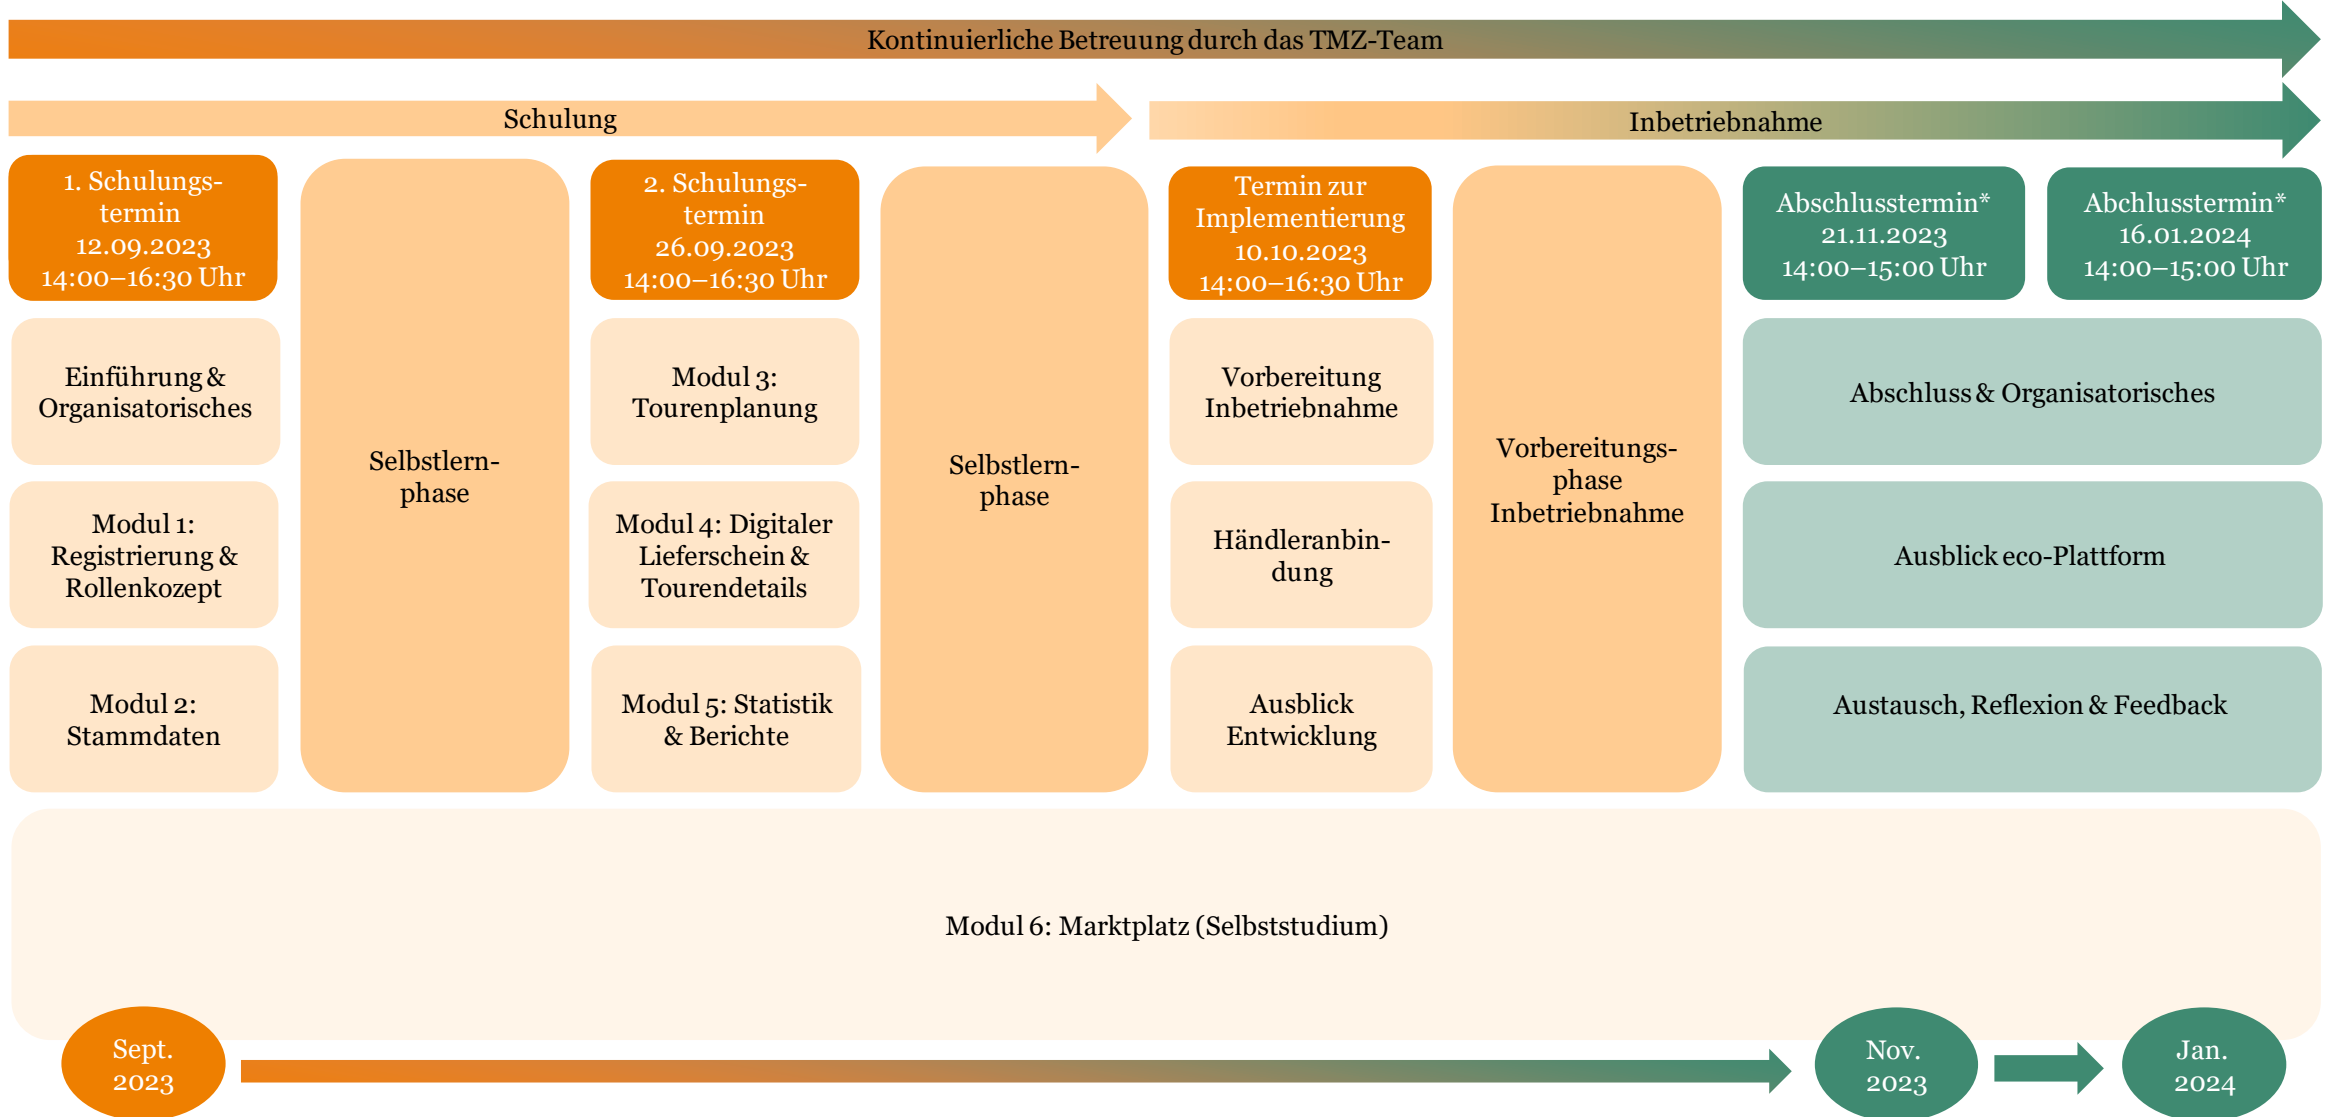 Kontinuierliche Betreuung durch das TMZ-Team
Schulung
Inbetriebnahme
1. Schulungs-
termin
12.09.2023
14:00–16:30 Uhr
2. Schulungs-
termin
26.09.2023
14:00–16:30 Uhr
Termin zur
Implementierung
10.10.2023
14:00–16:30 Uhr
Abschlusstermin*
21.11.2023
14:00–15:00 Uhr
Abchlusstermin*
16.01.2024
14:00–15:00 Uhr
Einführung &
Organisatorisches
Modul 1:
Registrierung &
Rollenkozept
Modul 2:
Stammdaten
Selbstlern-
phase
Modul 3:
Tourenplanung
Modul 4: Digitaler
Lieferschein &
Tourendetails
Modul 5: Statistik
& Berichte
Selbstlern-
phase
Vorbereitung
Inbetriebnahme
Händleranbin-
dung
Ausblick
Entwicklung
Vorbereitungs-
phase
Inbetriebnahme
Abschluss & Organisatorisches
Ausblick eco-Plattform
Austausch, Reflexion & Feedback
Modul 6: Marktplatz (Selbststudium)
Sept.
2023
Nov.
2023
Jan.
2024